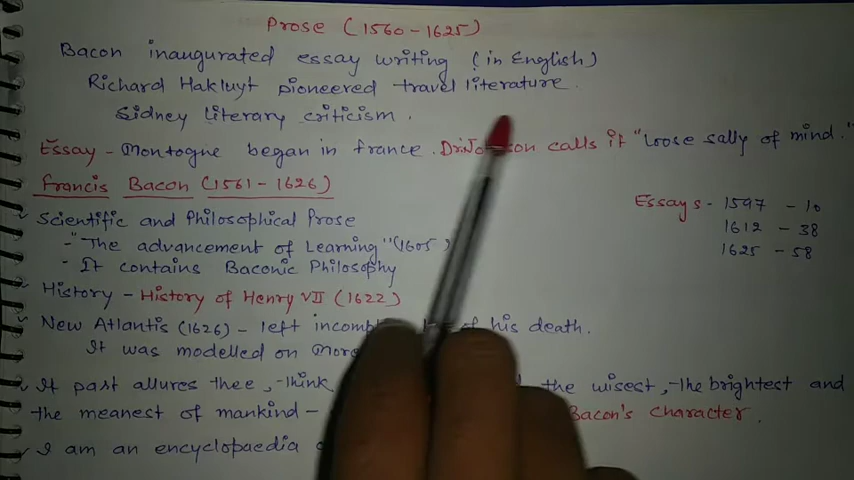 Prose (1560-1625)
Bacon inaugurated essay writing (in English)
Richard Hakluyt pioneered travel literature.
Sidney literary criticism.
Essay - Montogne began in france. Dr. calls it "loose sally of mind."
Francis Bacon (1561-1626)
Essays - 1597 - 10
1612 - 38
1625 - 58
Scientific and Philosophical Prose
- "The advancement of Learning" (1605)
- It contains Baconic Philosophy
History - History of Henry VII (1622)
New Atlantis (1626) - left of his death.
It was modelled on
If past allures thee, think the wisest, the brightest and
the meanest of mankind - Bacon's character.
I am an encyclopaedia